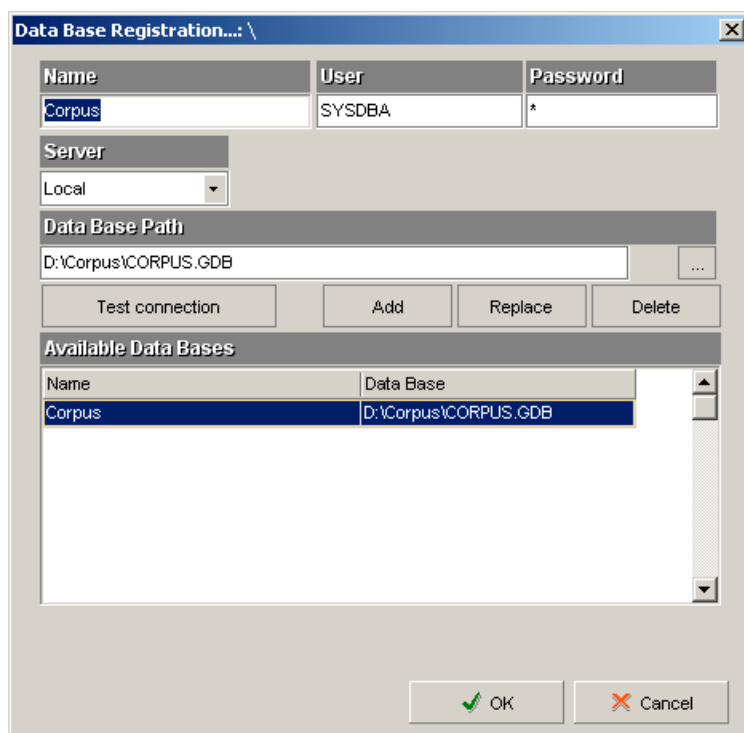 Data Base Registration...: \
Name User Password
Corpus SYSDBA *
Server
Local
Data Base Path
D:\Corpus\CORPUS.GDB ...
Test connection Add Replace Delete
Available Data Bases
Name Data Base
Corpus D:\Corpus\CORPUS.GDB
OK Cancel